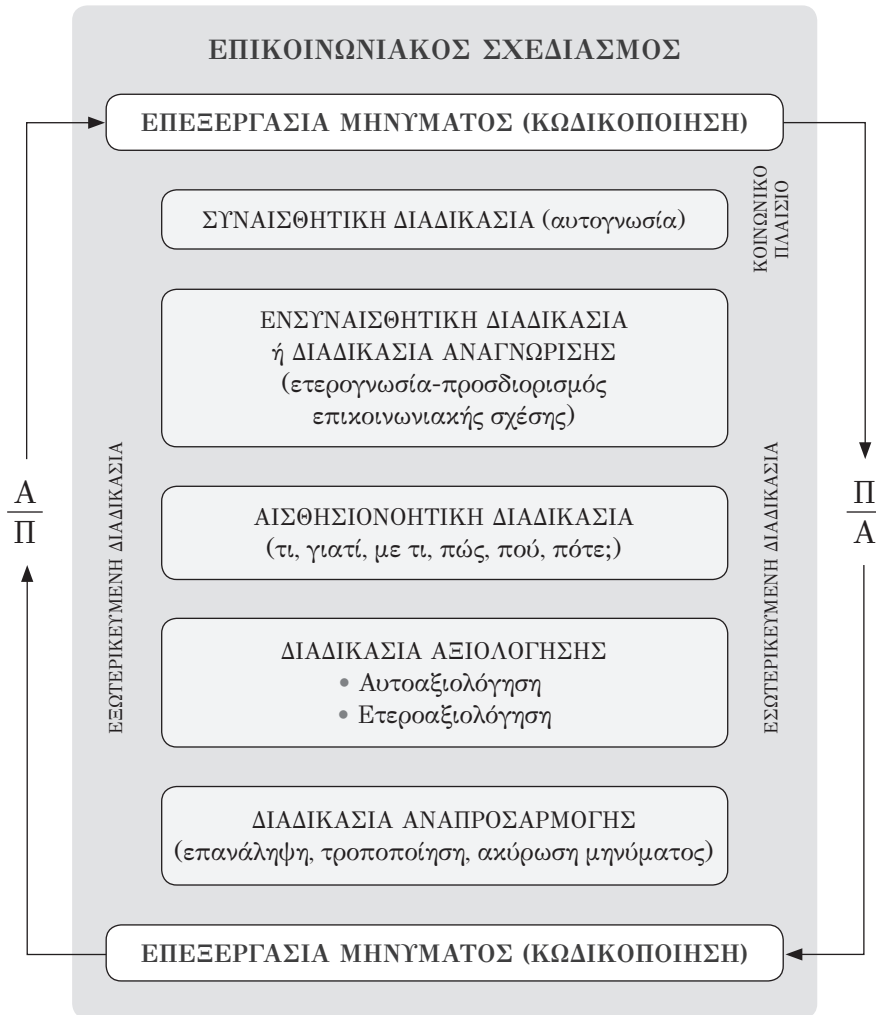 ΕΠΙΚΟΙΝΩΝΙΑΚΟΣ ΣΧΕΔΙΑΣΜΟΣ
ΕΠΕΞΕΡΓΑΣΙΑ ΜΗΝΥΜΑΤΟΣ (ΚΩΔΙΚΟΠΟΙΗΣΗ)
ΚΟΙΝΩΝΙΚΟ
ΠΛΑΙΣΙΟ
ΣΥΝΑΙΣΘΗΤΙΚΗ ΔΙΑΔΙΚΑΣΙΑ (αυτογνωσία)
ΕΝΣΥΝΑΙΣΘΗΤΙΚΗ ΔΙΑΔΙΚΑΣΙΑ
ή ΔΙΑΔΙΚΑΣΙΑ ΑΝΑΓΝΩΡΙΣΗΣ
(ετερογνωσία-προσδιορισμός
επικοινωνιακής σχέσης)
Α
Π
ΕΞΩΤΕΡΙΚΕΥΜΕΝΗ ΔΙΑΔΙΚΑΣΙΑ
ΑΙΣΘΗΣΙΟΝΟΗΤΙΚΗ ΔΙΑΔΙΚΑΣΙΑ
(τι, γιατί, με τι, πώς, πού, πότε;)
ΕΣΩΤΕΡΙΚΕΥΜΕΝΗ ΔΙΑΔΙΚΑΣΙΑ
Π
Α
ΔΙΑΔΙΚΑΣΙΑ ΑΞΙΟΛΟΓΗΣΗΣ
• Αυτοαξιολόγηση
• Ετεροαξιολόγηση
ΔΙΑΔΙΚΑΣΙΑ ΑΝΑΠΡΟΣΑΡΜΟΓΗΣ
(επανάληψη, τροποποίηση, ακύρωση μηνύματος)
ΕΠΕΞΕΡΓΑΣΙΑ ΜΗΝΥΜΑΤΟΣ (ΚΩΔΙΚΟΠΟΙΗΣΗ)